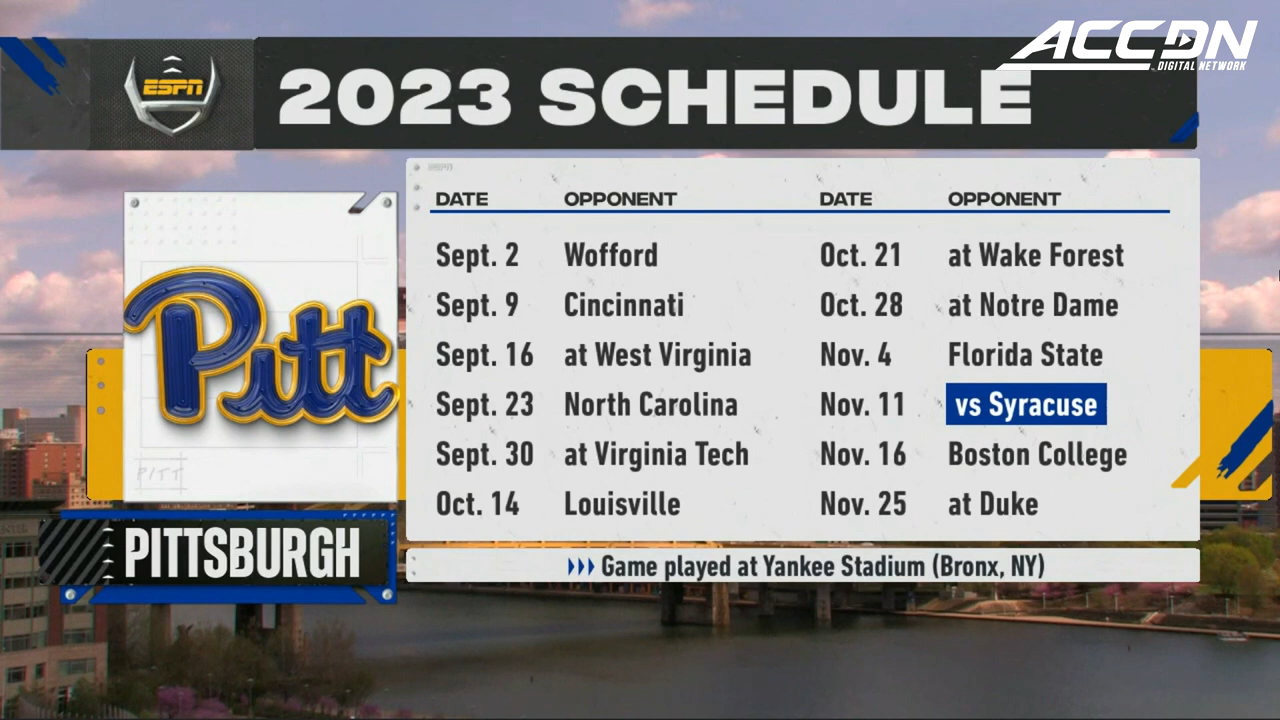 ACCDN
DIGITAL NETWORK
ESPN
2023 SCHEDULE
ESPN
DATE OPPONENT DATE OPPONENT
Sept. 2 Wofford Oct. 21 at Wake Forest
Sept. 9 Cincinnati Oct. 28 at Notre Dame
Sept. 16 at West Virginia Nov. 4 Florida State
Sept. 23 North Carolina Nov. 11 vs Syracuse
Sept. 30 at Virginia Tech Nov. 16 Boston College
Oct. 14 Louisville Nov. 25 at Duke
Game played at Yankee Stadium (Bronx, NY)
Pitt
PITT
PITTSBURGH